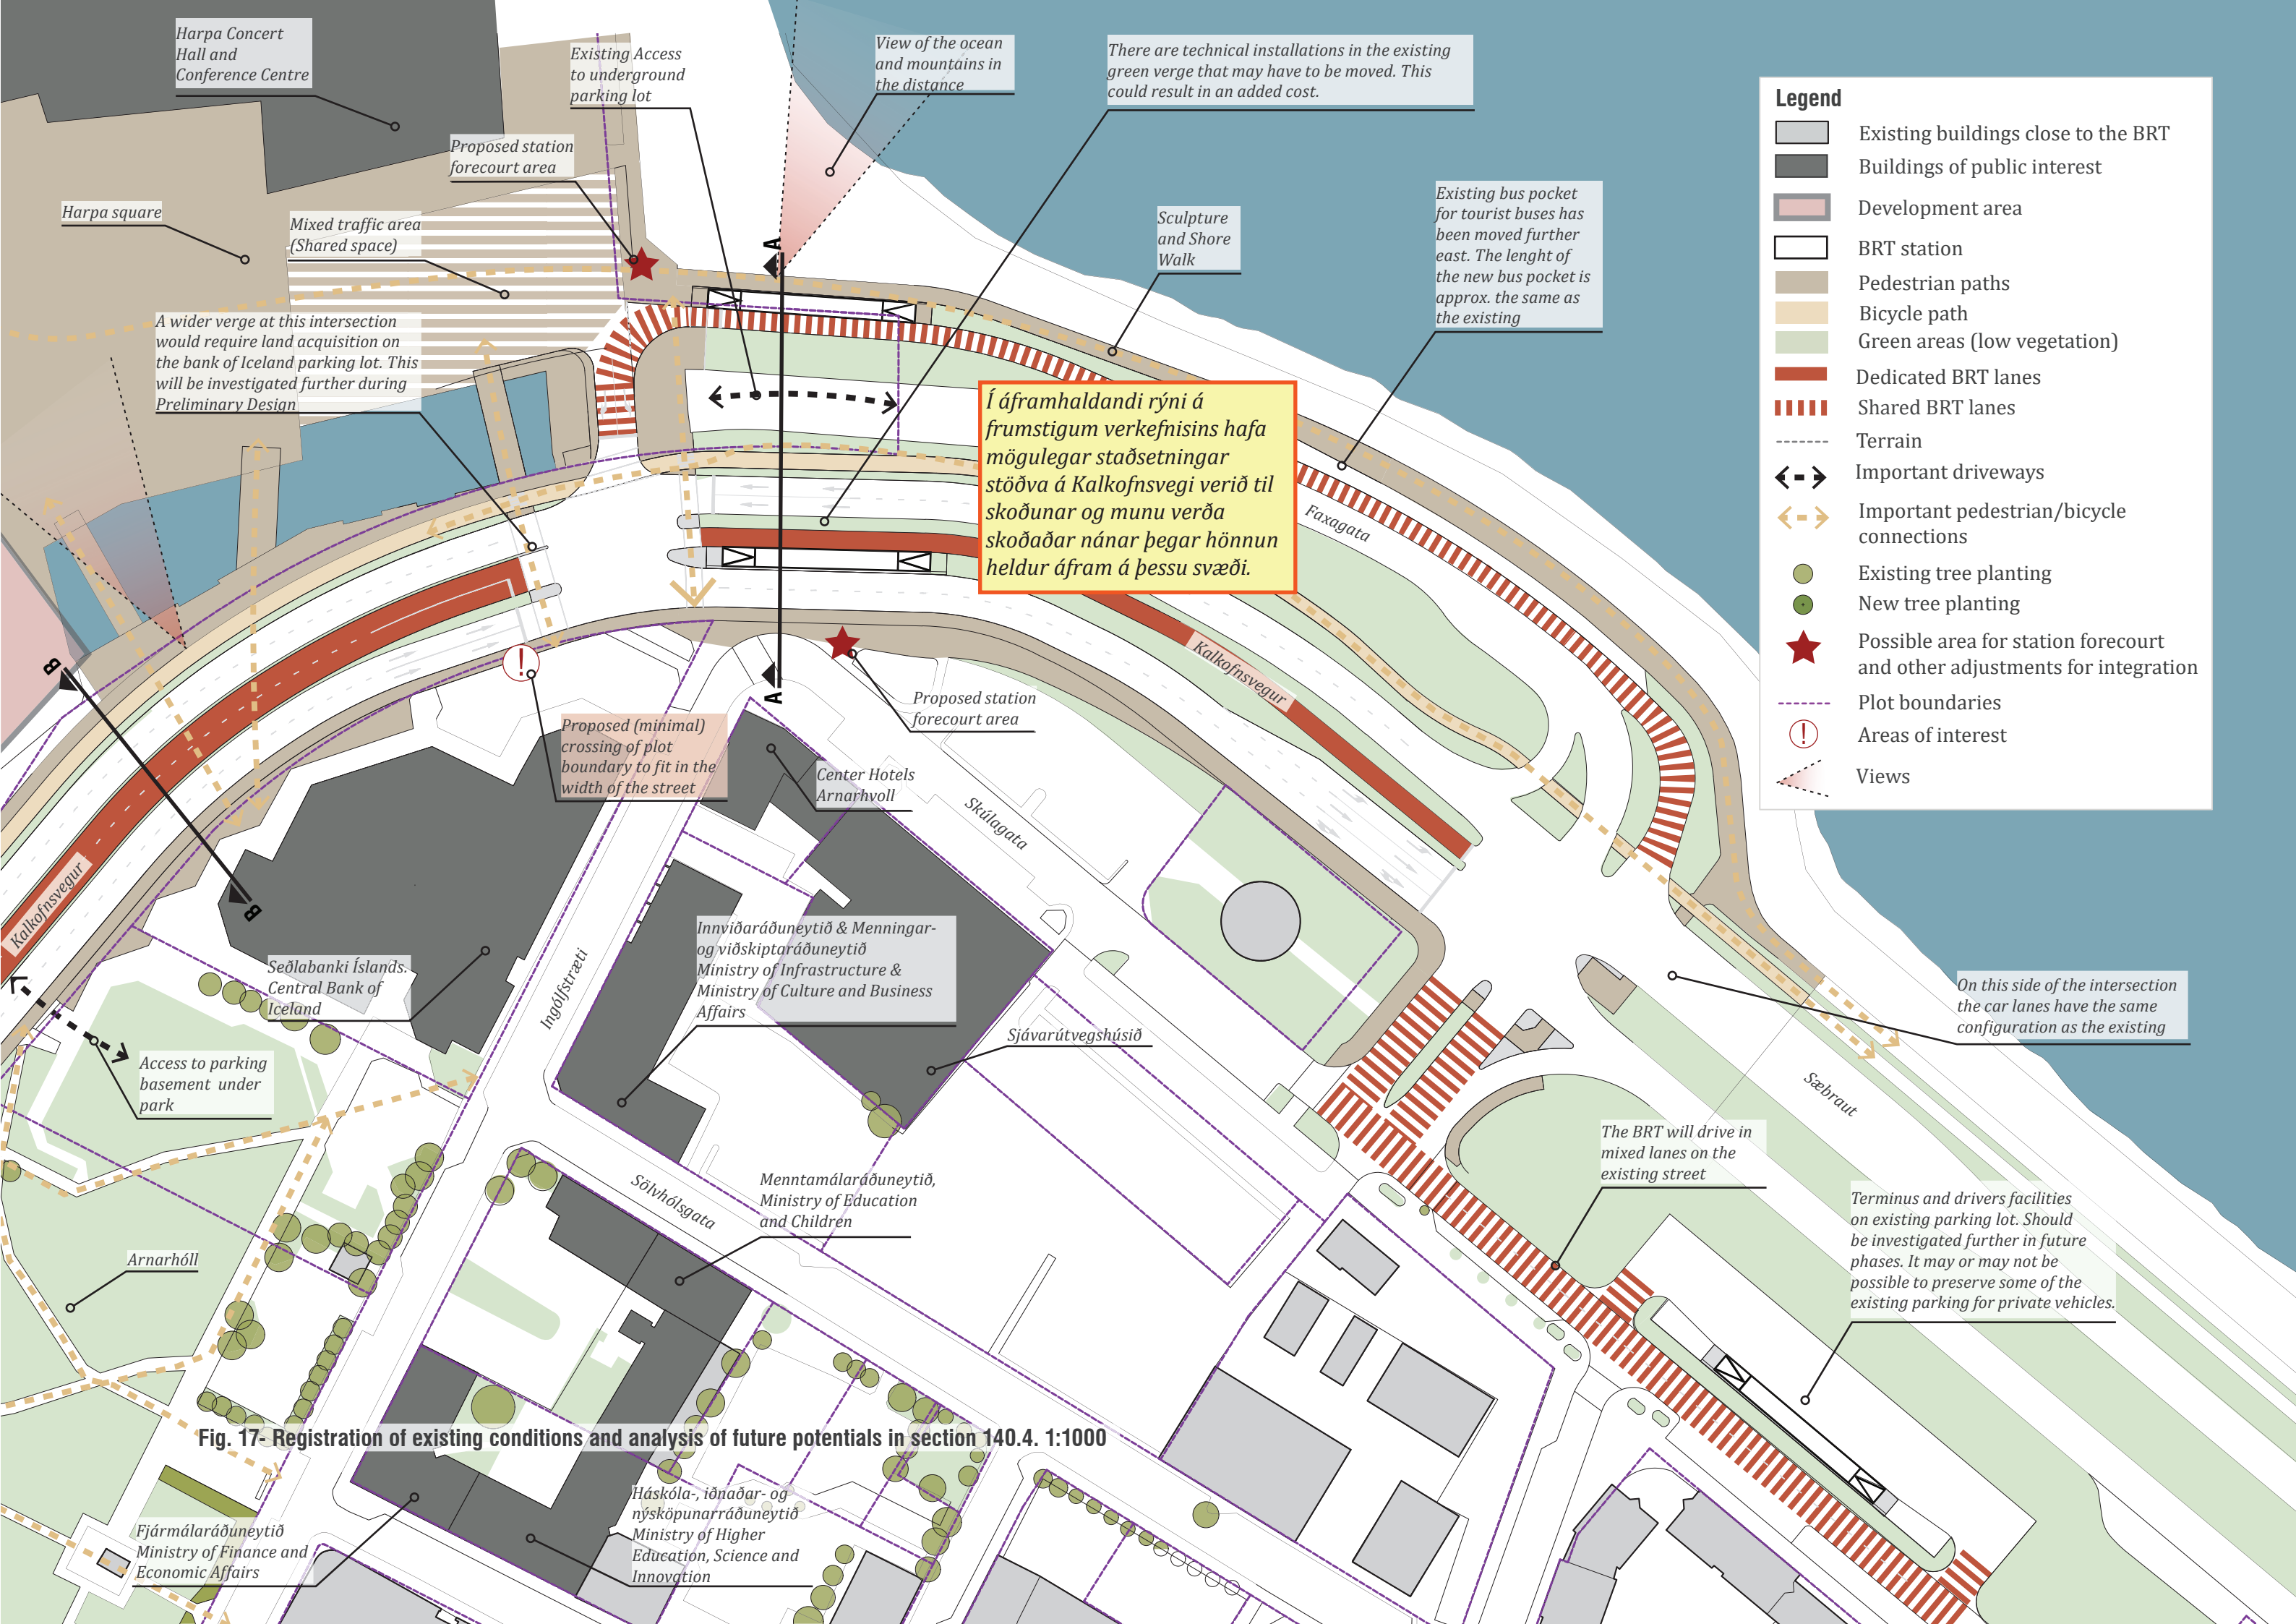 Harpa Concert
Hall and
Conference Centre
Existing Access
to underground
parking lot
View of the ocean
and mountains in
the distance
There are technical installations in the existing
green verge that may have to be moved. This
could result in an added cost.
Proposed station
forecourt area
Harpa square
Mixed traffic area
(Shared space)
Sculpture
and Shore
Walk
Existing bus pocket
for tourist buses has
been moved further
east. The lenght of
the new bus pocket is
approx. the same as
the existing
A wider verge at this intersection
would require land acquisition on
the bank of Iceland parking lot. This
will be investigated further during
Preliminary Design
A
Legend
Existing buildings close to the BRT
Buildings of public interest
Development area
BRT station
Pedestrian paths
Bicycle path
Green areas (low vegetation)
Dedicated BRT lanes
Shared BRT lanes
Terrain
Important driveways
Important pedestrian/bicycle
connections
Existing tree planting
New tree planting
Possible area for station forecourt
and other adjustments for integration
Plot boundaries
! Areas of interest
Views
Í áframhaldandi rýni á
frumstigum verkefnisins hafa
mögulegar staðsetningar
stöðva á Kalkofnsvegi verið til
skoðunar og munu verða
skoðaðar nánar þegar hönnun
heldur áfram á þessu svæði.
Faxagata
Kalkofnsvegur
B
!
A
Proposed station
forecourt area
Proposed (minimal)
crossing of plot
boundary to fit in the
width of the street
Center Hotels
Arnarhvoll
Skúlagata
Kalkofnsvegur
B
Seðlabanki Íslands.
Central Bank of
Iceland
Ingólfstræti
Innviðaráðuneytið & Menningar-
og viðskiptaráðuneytið
Ministry of Infrastructure &
Ministry of Culture and Business
Affairs
Sjávarútvegshúsið
On this side of the intersection
the car lanes have the same
configuration as the existing
Access to parking
basement under
park
Sæbraut
The BRT will drive in
mixed lanes on the
existing street
Sölvhólsgata
Menntamálaráðuneytið,
Ministry of Education
and Children
Terminus and drivers facilities
on existing parking lot. Should
be investigated further in future
phases. It may or may not be
possible to preserve some of the
existing parking for private vehicles.
Arnarhóll
Fig. 17- Registration of existing conditions and analysis of future potentials in section 140.4. 1:1000
Fjármálaráðuneytið
Ministry of Finance and
Economic Affairs
Háskóla-, iðnaðar- og
nýsköpunarráðuneytið
Ministry of Higher
Education, Science and
Innovation